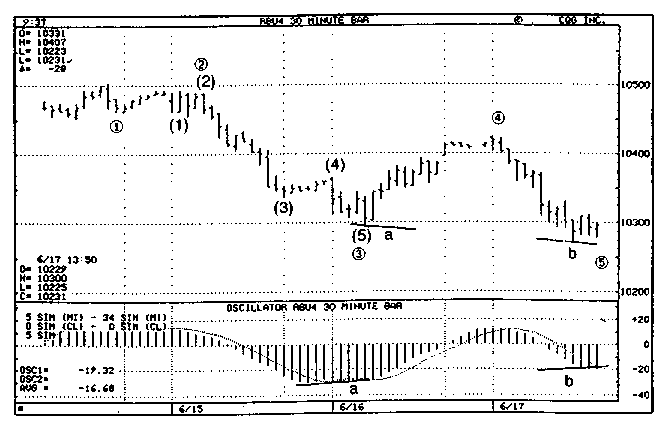 9:37 RBU4 30 MINUTE BAR © CQG INC.
O= 10331
H= 10407
L= 10223
L= 10231
Δ= -20
②
(2)
10500
①
(1)
④
10400
(4)
(3)
10300
(5)
a
③
b
⑤
6/17 13:50
O= 10229
H= 10300
L= 10225
C= 10231
10200
OSCILLATOR RBU4 30 MINUTE BAR
5 SIM (MI) - 34 SIM (MI)
0 SIM (CL) - 0 SIM (CL)
5 SIM
+20
0
OSC1= -19.32
OSC2=
AVG = -16.68
-20
a
b
-40
6/15 6/16 6/17